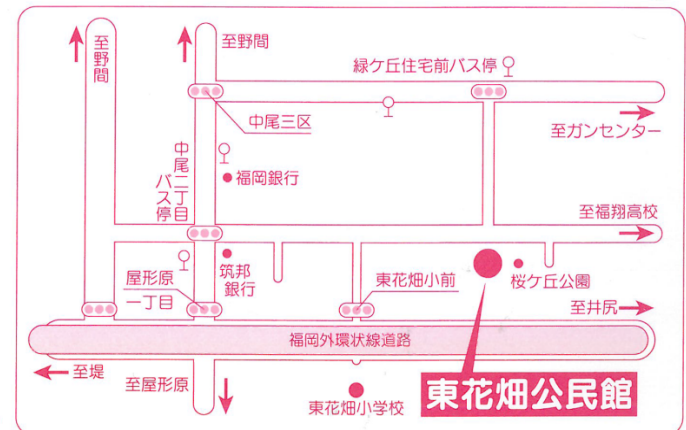 至野間
至野間
緑ケ丘住宅前バス停
中尾三区
至ガンセンター
中尾二丁目
バス停
福岡銀行
至福翔高校
屋形原
一丁目
筑邦
銀行
東花畑小前
桜ケ丘公園
至井尻
福岡外環状線道路
至堤
至屋形原
東花畑小学校
東花畑公民館